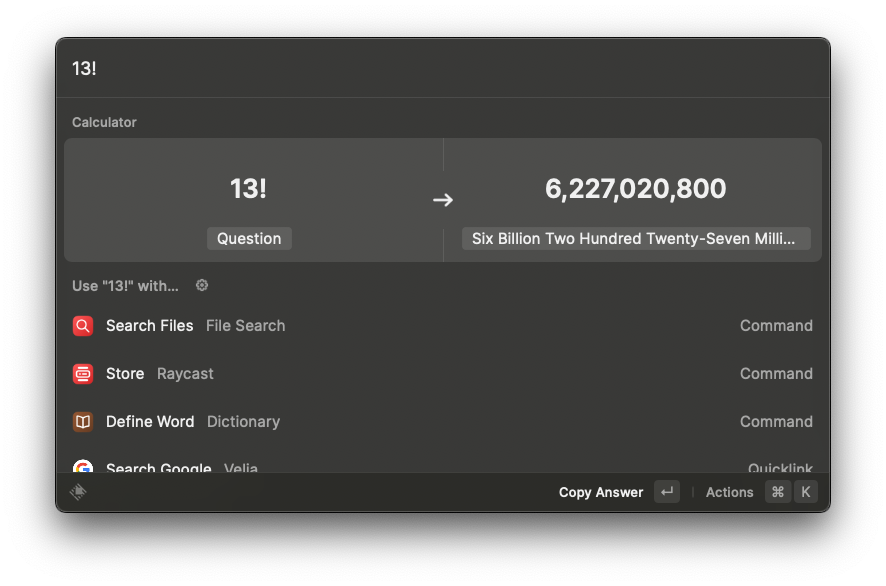 13!
Calculator
13! → 6,227,020,800
Question Six Billion Two Hundred Twenty-Seven Milli...
Use "13!" with...
Search Files File Search Command
Store Raycast Command
Define Word Dictionary Command
Search Google Velja Quicklink
Copy Answer ↵ | Actions ⌘ K